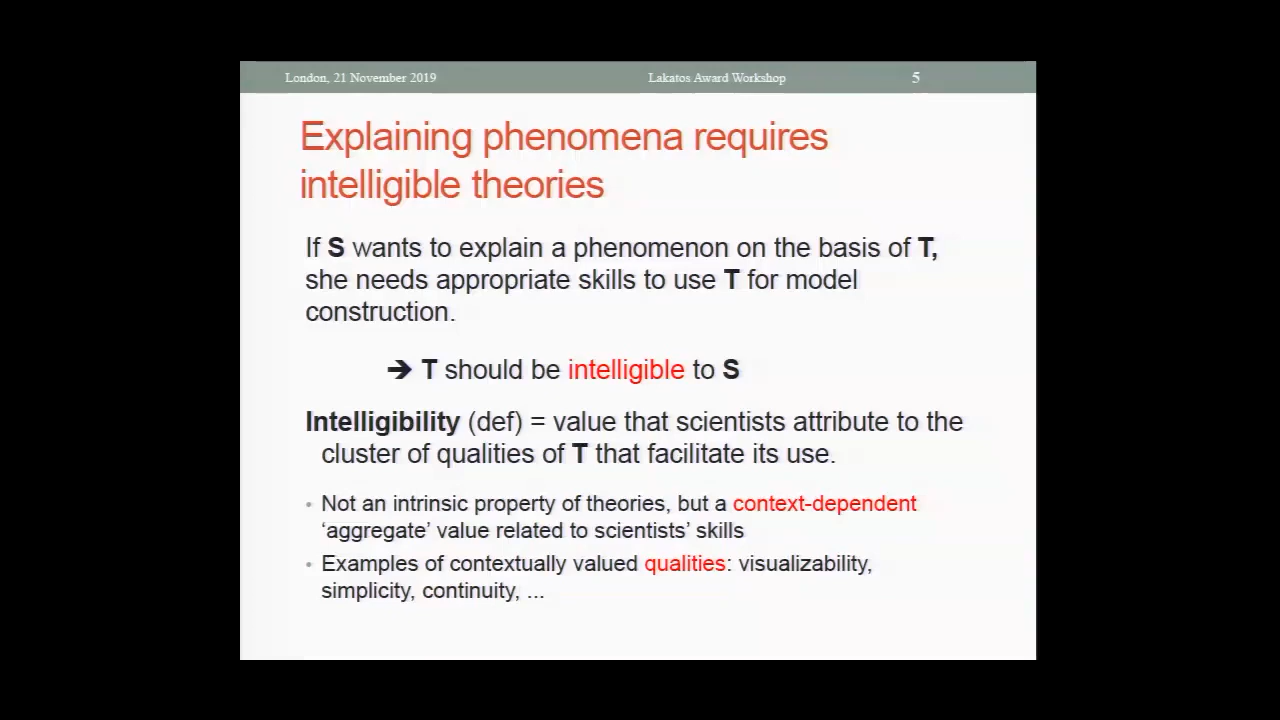 London, 21 November 2019 Lakatos Award Workshop 5
Explaining phenomena requires
intelligible theories
If S wants to explain a phenomenon on the basis of T,
she needs appropriate skills to use T for model
construction.
➔ T should be intelligible to S
Intelligibility (def) = value that scientists attribute to the
cluster of qualities of T that facilitate its use.
• Not an intrinsic property of theories, but a context-dependent
‘aggregate’ value related to scientists’ skills
• Examples of contextually valued qualities: visualizability,
simplicity, continuity, ...